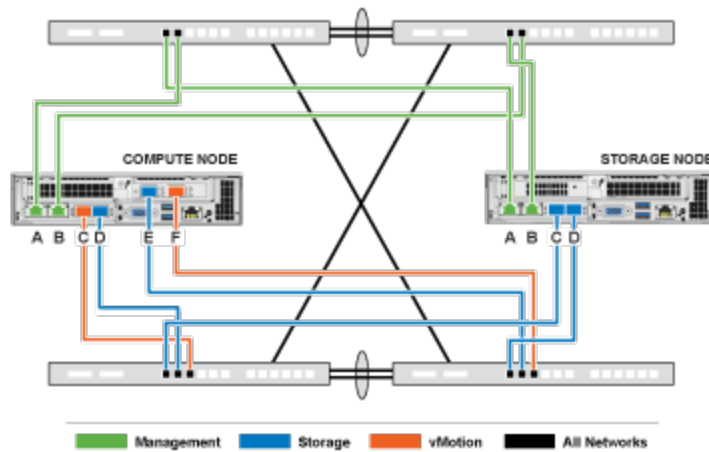 COMPUTE NODE
STORAGE NODE
A B C D E F
A B C D
Management Storage vMotion All Networks